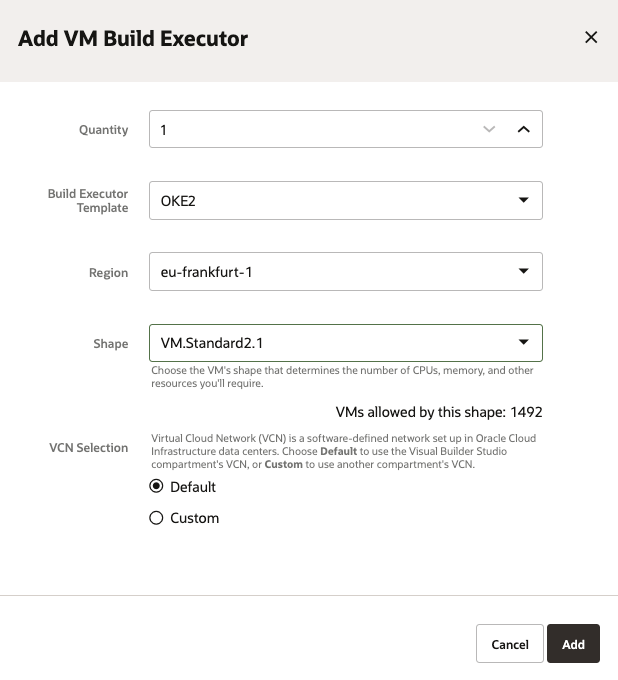 Add VM Build Executor
Quantity
1
Build Executor
Template
OKE2
Region
eu-frankfurt-1
Shape
VM.Standard2.1
Choose the VM's shape that determines the number of CPUs, memory, and other
resources you'll require.
VMs allowed by this shape: 1492
VCN Selection
Virtual Cloud Network (VCN) is a software-defined network set up in Oracle Cloud
Infrastructure data centers. Choose Default to use the Visual Builder Studio
compartment's VCN, or Custom to use another compartment's VCN.
Default
Custom
Cancel
Add